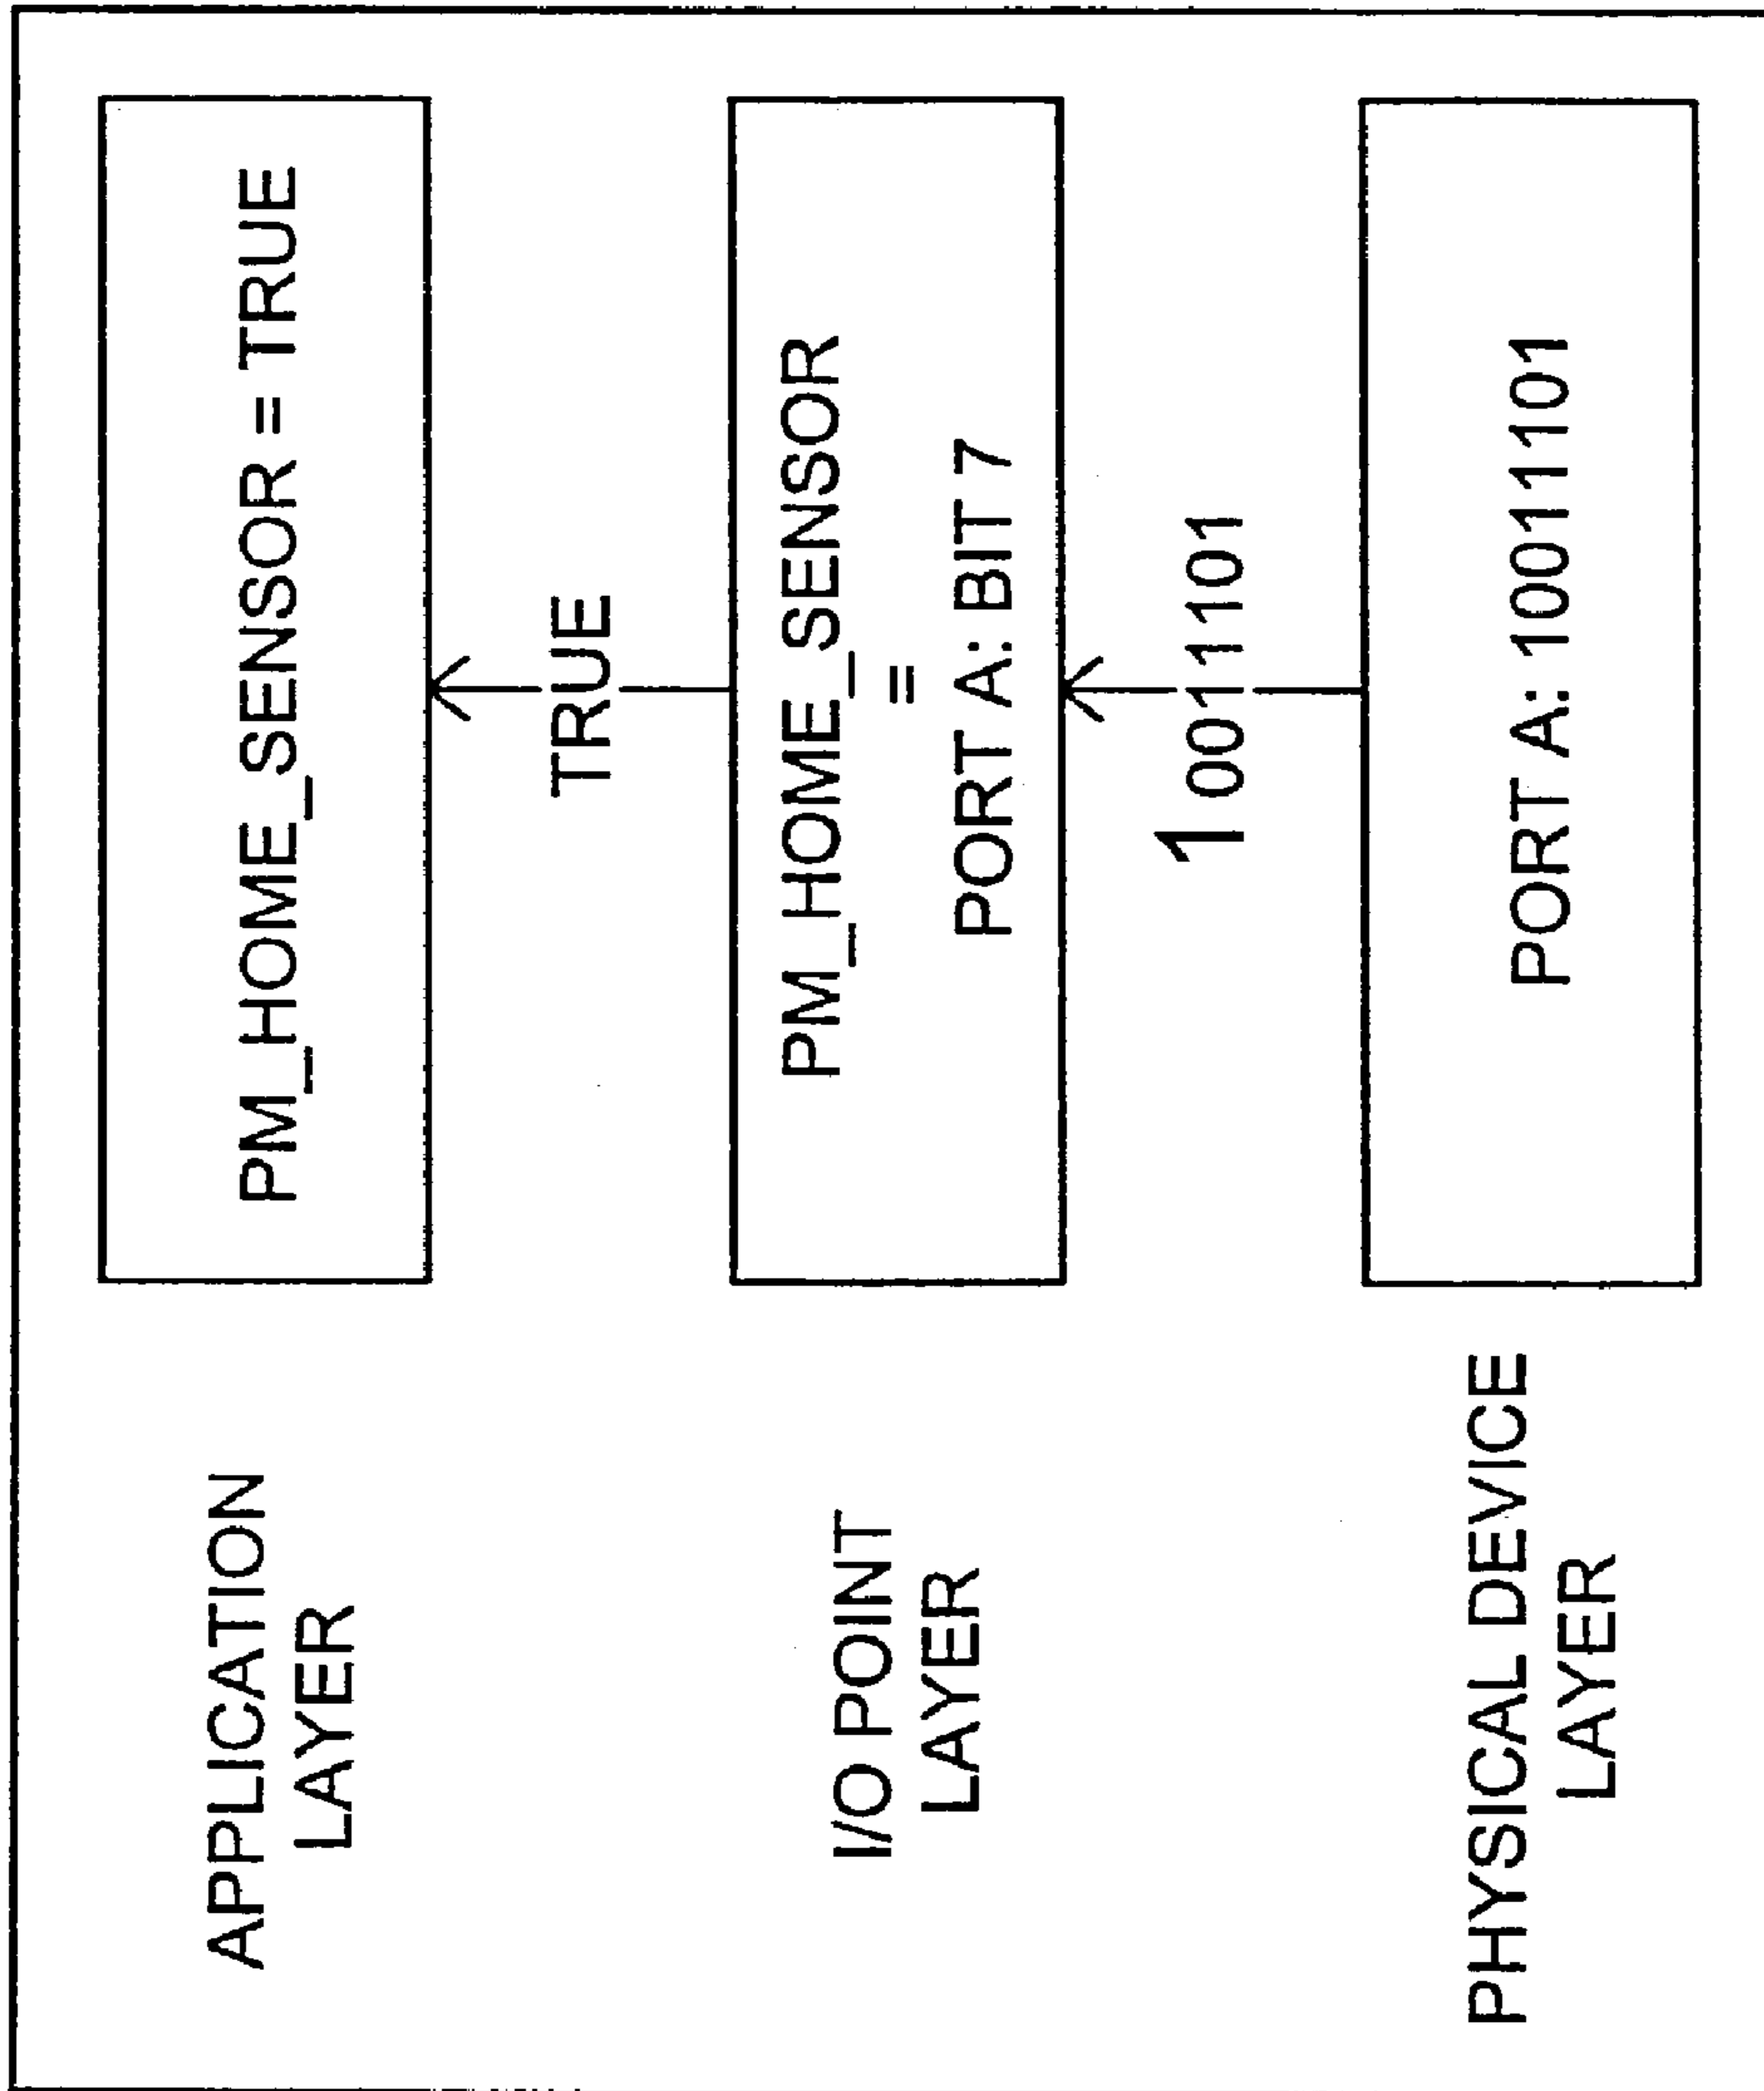 APPLICATION
LAYER
PM_HOME_SENSOR = TRUE
TRUE
I/O POINT
LAYER
PM_HOME_SENSOR
=
PORT A: BIT 7
10011101
PHYSICAL DEVICE
LAYER
PORT A: 10011101